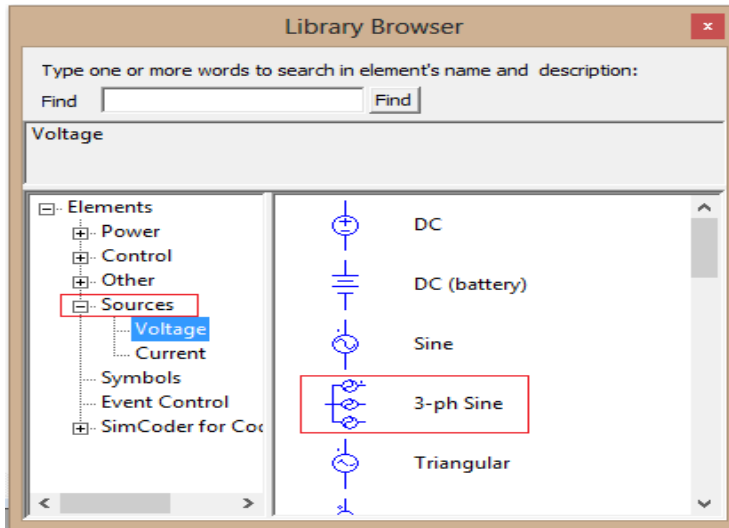 Library Browser
x
Type one or more words to search in element's name and description:
Find
Find
Voltage
Elements
Power
Control
Other
Sources
Voltage
Current
Symbols
Event Control
SimCoder for Co
DC
DC (battery)
Sine
3-ph Sine
Triangular